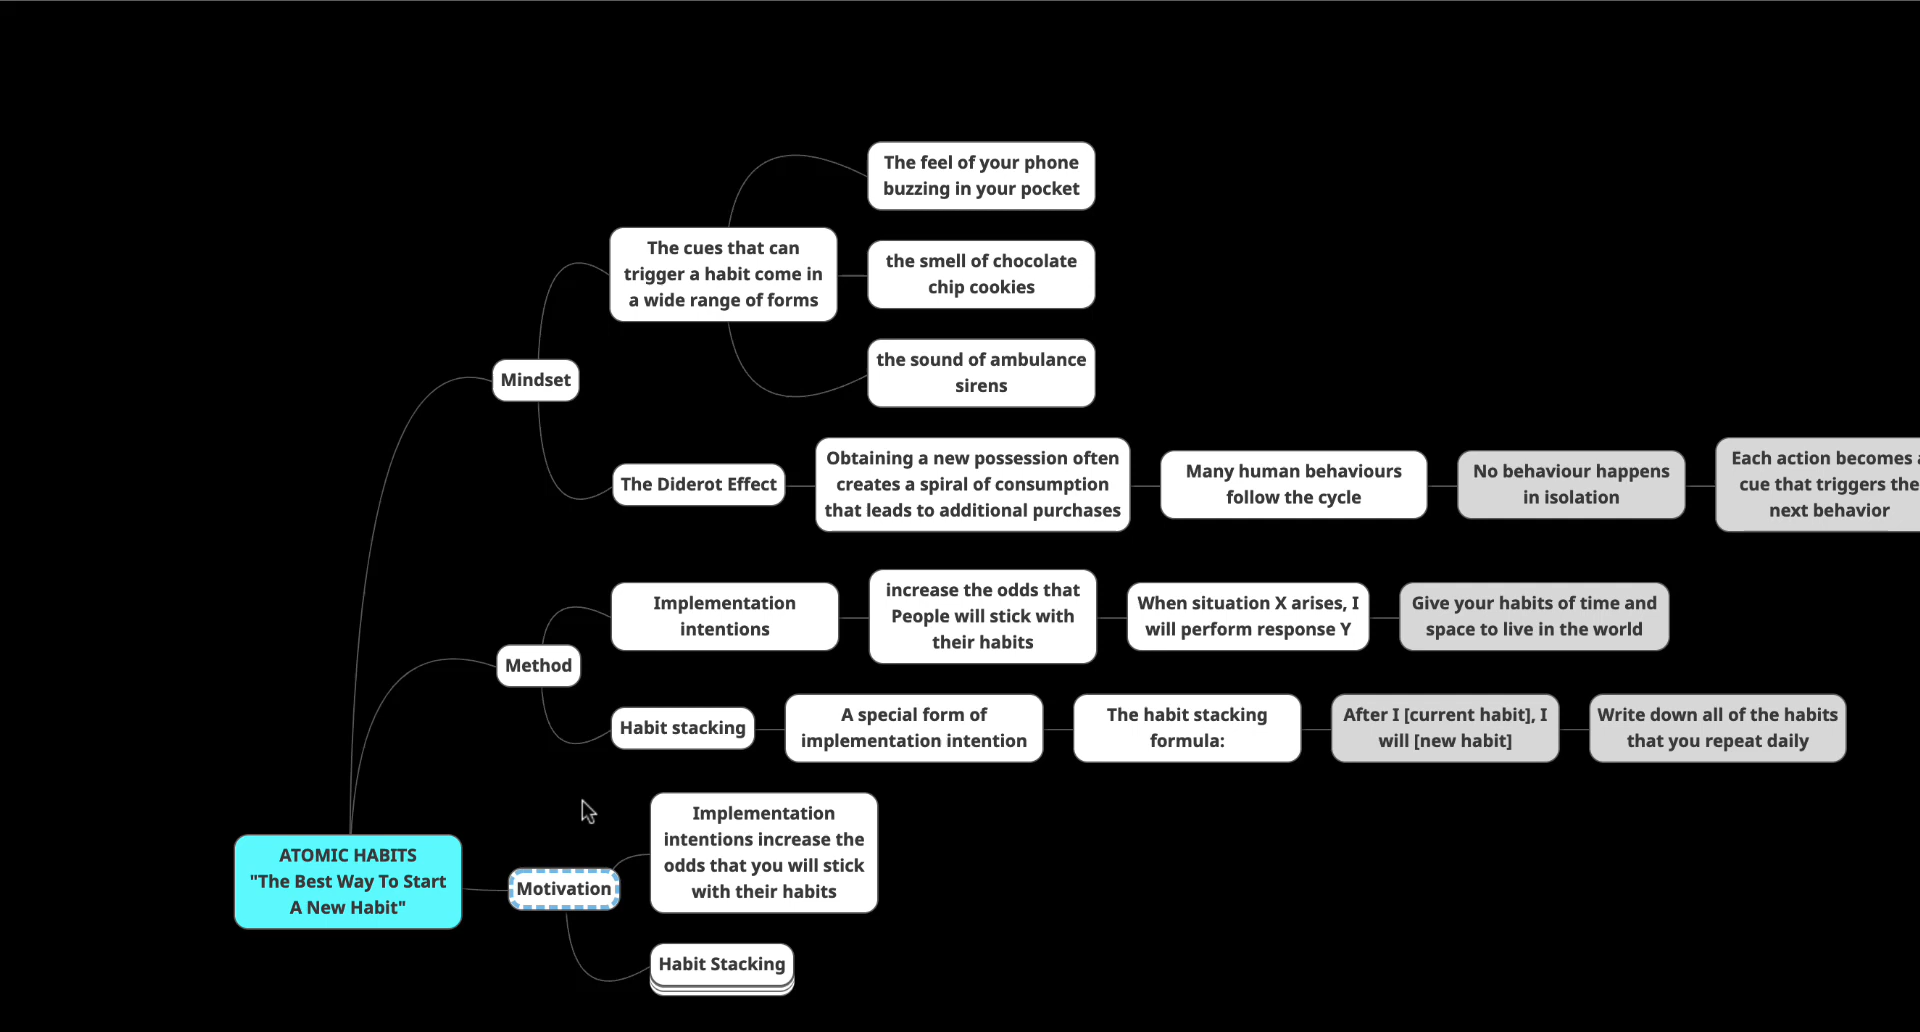 The feel of your phone
buzzing in your pocket
The cues that can
trigger a habit come in
a wide range of forms
the smell of chocolate
chip cookies
the sound of ambulance
sirens
Mindset
The Diderot Effect
Obtaining a new possession often
creates a spiral of consumption
that leads to additional purchases
Many human behaviours
follow the cycle
No behaviour happens
in isolation
Each action becomes a
cue that triggers the
next behavior
Implementation
intentions
increase the odds that
People will stick with
their habits
When situation X arises, I
will perform response Y
Give your habits of time and
space to live in the world
Method
Habit stacking
A special form of
implementation intention
The habit stacking
formula:
After I [current habit], I
will [new habit]
Write down all of the habits
that you repeat daily
ATOMIC HABITS
"The Best Way To Start
A New Habit"
Motivation
Implementation
intentions increase the
odds that you will stick
with their habits
Habit Stacking